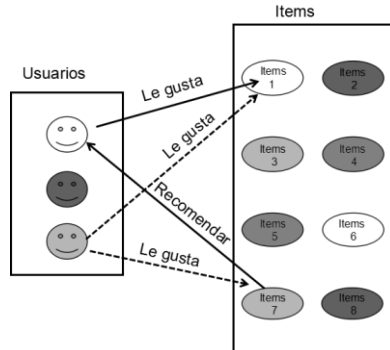 Items
Usuarios
Le gusta
Le gusta
Recomendar
Le gusta
Items
1
Items
2
Items
3
Items
4
Items
5
Items
6
Items
7
Items
8